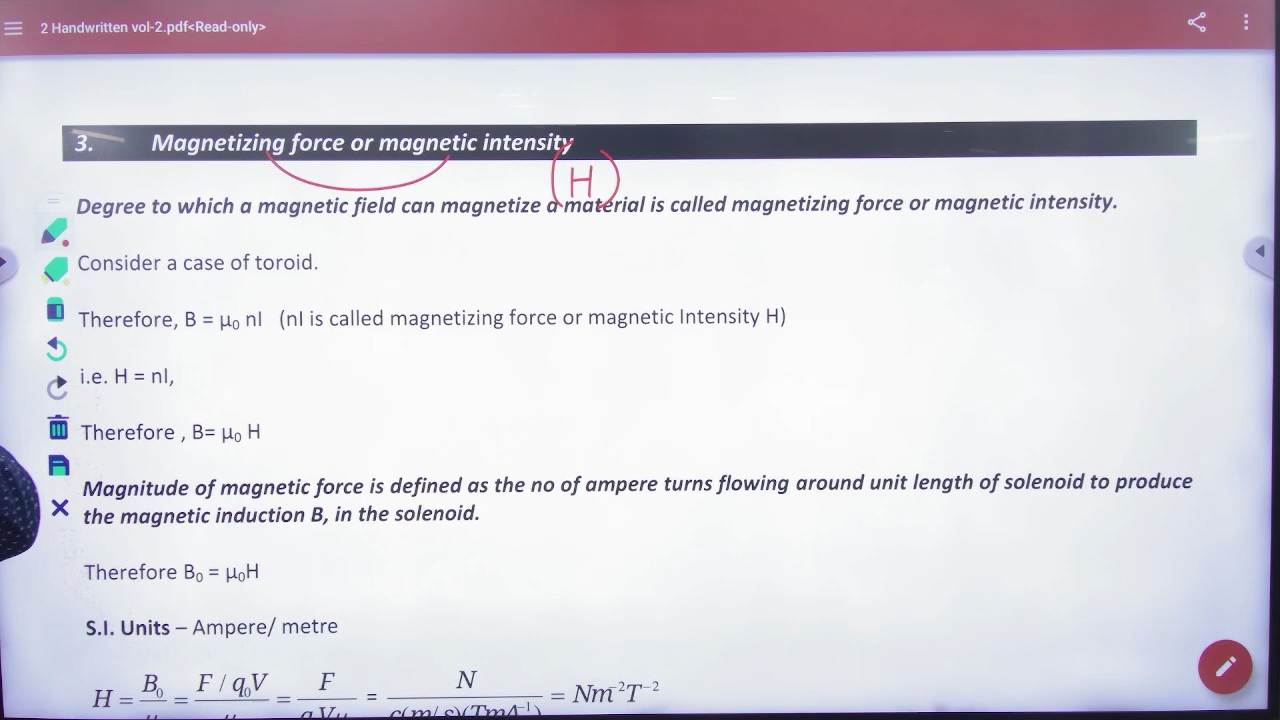 2 Handwritten vol-2.pdf<Read-only>
3. Magnetizing force or magnetic intensity
(H)
Degree to which a magnetic field can magnetize a material is called magnetizing force or magnetic intensity.
Consider a case of toroid.
Therefore, B = μ₀ nI (nI is called magnetizing force or magnetic Intensity H)
i.e. H = nI,
Therefore , B= μ₀ H
Magnitude of magnetic force is defined as the no of ampere turns flowing around unit length of solenoid to produce
the magnetic induction B, in the solenoid.
Therefore B₀ = μ₀H
S.I. Units – Ampere/ metre
H = B₀/μ = F / q₀V/μ = F/qVμ = N/c(m/s)(TmA⁻¹) = Nm⁻²T⁻²